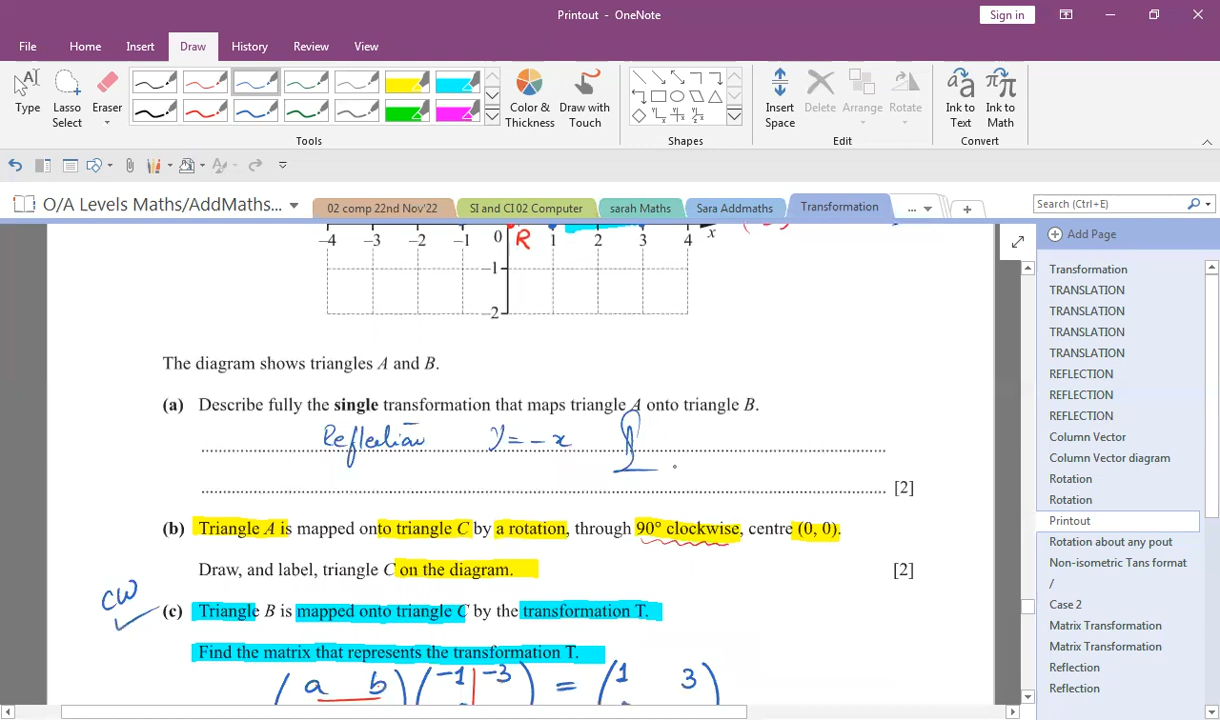 Printout - OneNote
Sign in
File Home Insert Draw History Review View
Type
Lasso Select
Eraser
Color & Thickness
Draw with Touch
Insert Space
Delete
Arrange
Rotate
Ink to Text
Ink to Math
Tools Shapes Edit Convert
O/A Levels Maths/AddMaths...
02 comp 22nd Nov'22
SI and CI 02 Computer
sarah Maths
Sara Addmaths
Transformation
...
Search (Ctrl+E)
Add Page
-4 -3 -2 -1 0 R 1 2 3 4 x
-1
-2
The diagram shows triangles A and B.
(a) Describe fully the single transformation that maps triangle A onto triangle B.
Reflection y = -x
[2]
(b) Triangle A is mapped onto triangle C by a rotation, through 90° clockwise, centre (0, 0).
Draw, and label, triangle C on the diagram. [2]
CW
(c) Triangle B is mapped onto triangle C by the transformation T.
Find the matrix that represents the transformation T.
( a b ) ( -1 | -3 ) = ( 1 3 )
Transformation
TRANSLATION
TRANSLATION
TRANSLATION
TRANSLATION
REFLECTION
REFLECTION
REFLECTION
Column Vector
Column Vector diagram
Rotation
Rotation
Printout
Rotation about any pout
Non-isometric Tans format
/
Case 2
Matrix Transformation
Matrix Transformation
Reflection
Reflection